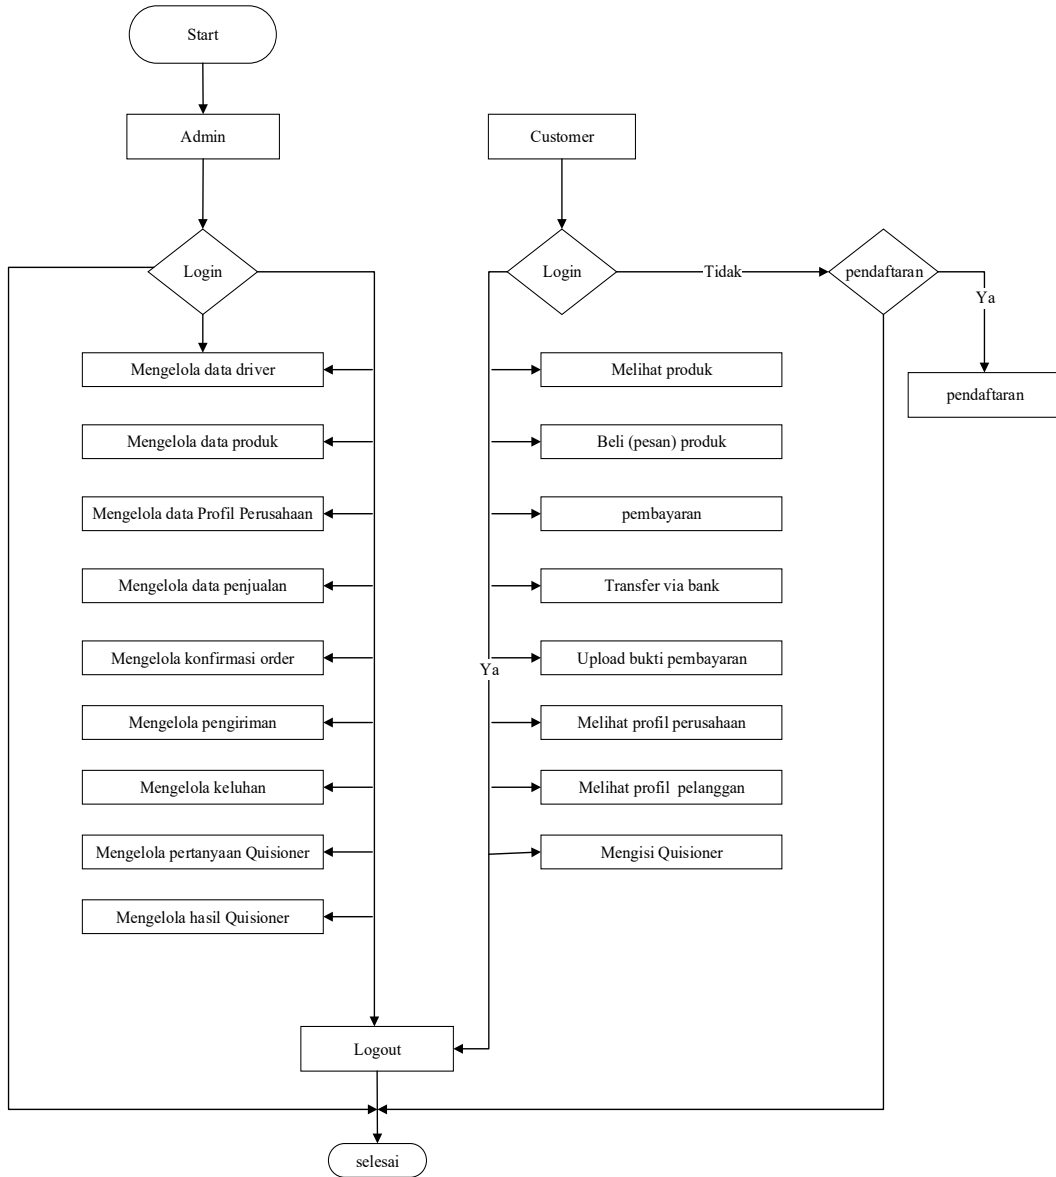 Start
Admin
Customer
Login
Login
Tidak
pendaftaran
Ya
pendaftaran
Mengelola data driver
Melihat produk
Mengelola data produk
Beli (pesan) produk
Mengelola data Profil Perusahaan
pembayaran
Mengelola data penjualan
Transfer via bank
Mengelola konfirmasi order
Upload bukti pembayaran
Ya
Mengelola pengiriman
Melihat profil perusahaan
Mengelola keluhan
Melihat profil pelanggan
Mengelola pertanyaan Quisioner
Mengisi Quisioner
Mengelola hasil Quisioner
Logout
selesai